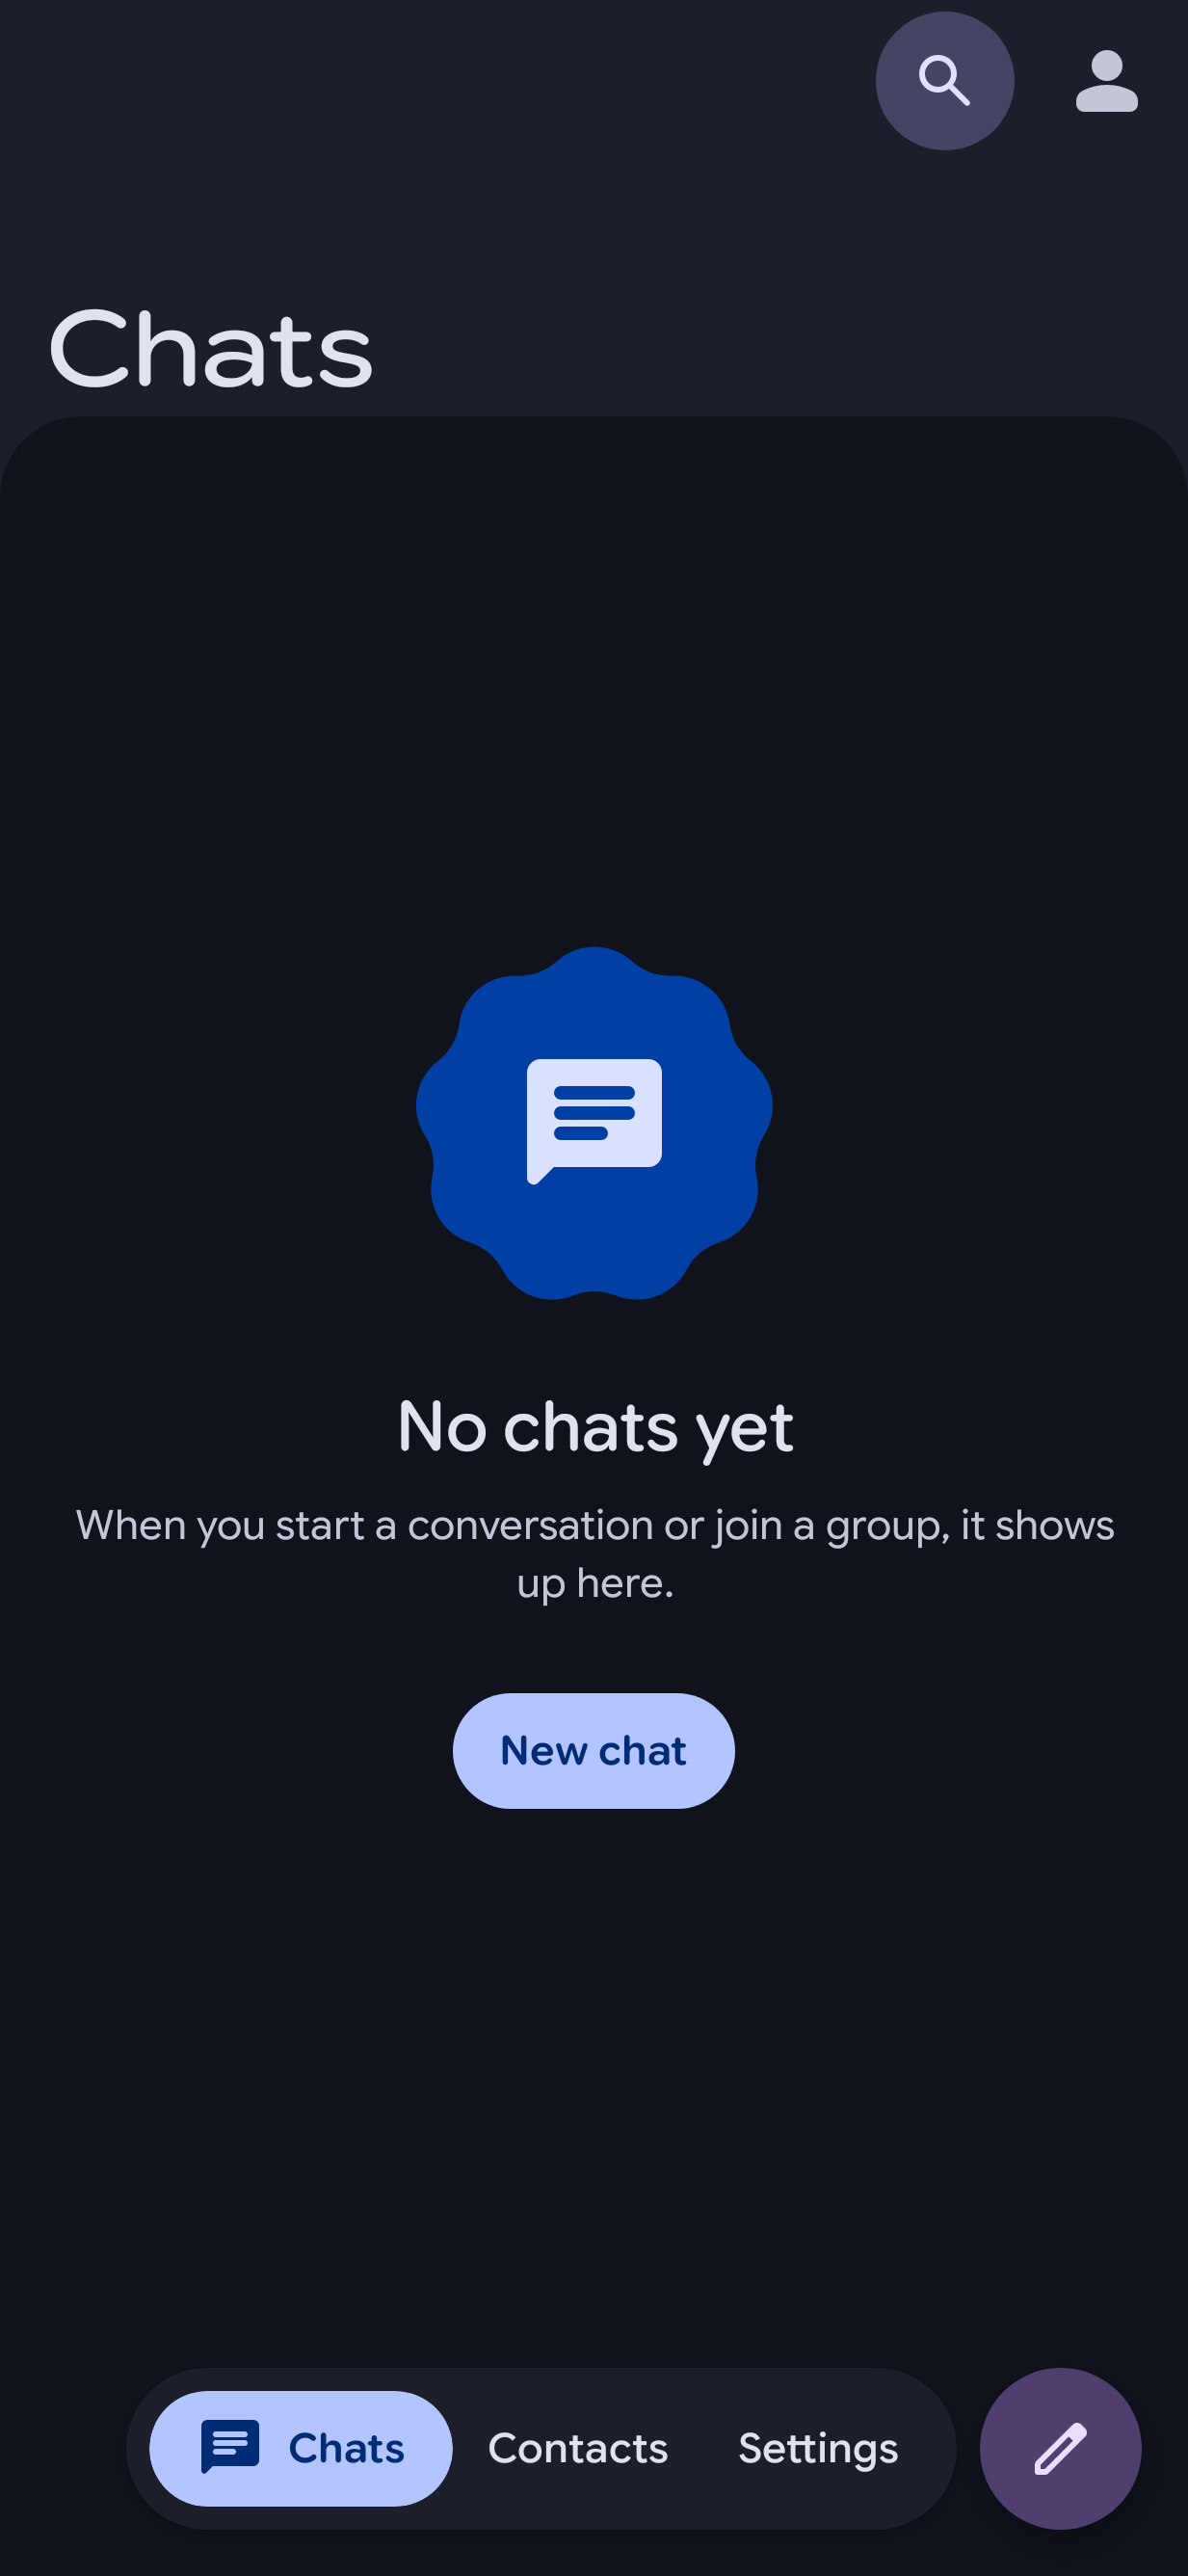 Chats
No chats yet
When you start a conversation or join a group, it shows
up here.
New chat
Chats Contacts Settings